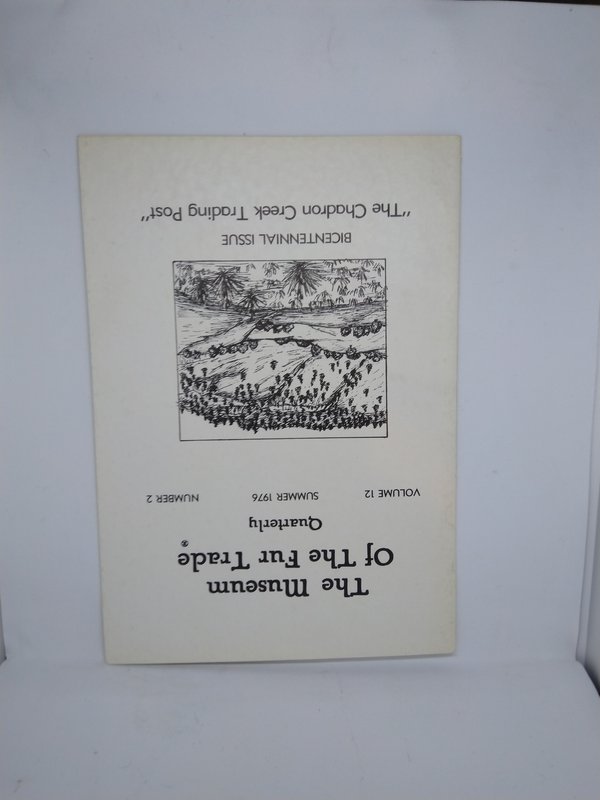 The Museum
Of The Fur Trade®
Quarterly
VOLUME 12 SUMMER 1976 NUMBER 2
BICENTENNIAL ISSUE
"The Chadron Creek Trading Post"